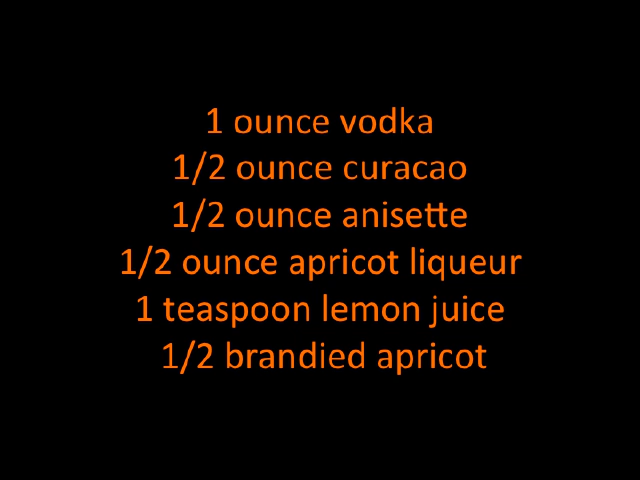 1 ounce vodka
1/2 ounce curacao
1/2 ounce anisette
1/2 ounce apricot liqueur
1 teaspoon lemon juice
1/2 brandied apricot